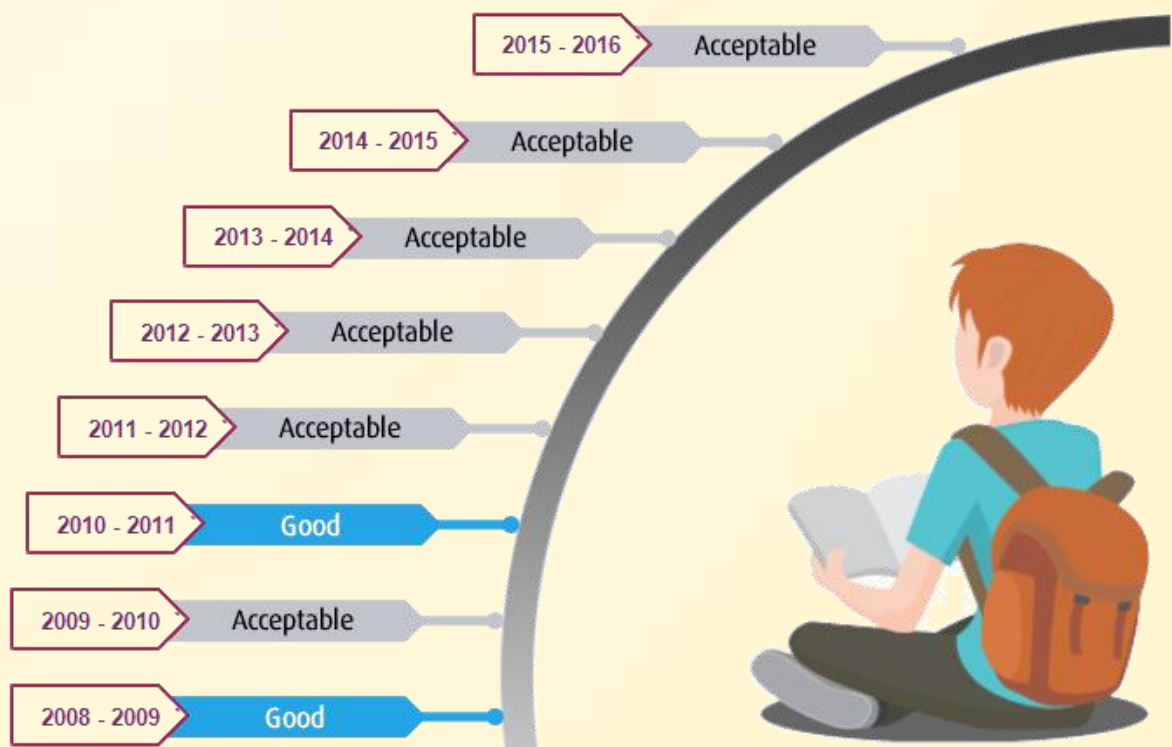 2015 - 2016 Acceptable
2014 - 2015 Acceptable
2013 - 2014 Acceptable
2012 - 2013 Acceptable
2011 - 2012 Acceptable
2010 - 2011 Good
2009 - 2010 Acceptable
2008 - 2009 Good